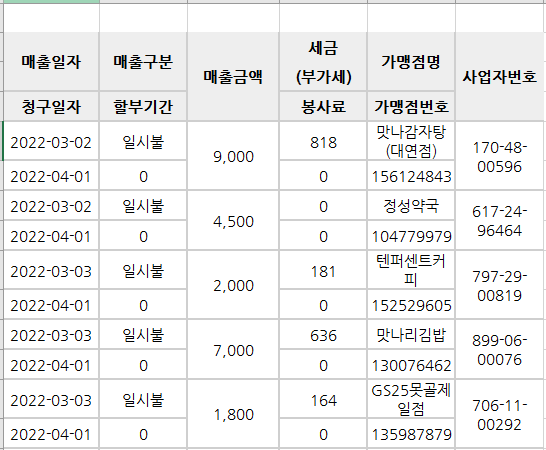 매출일자 매출구분 매출금액 세금 (부가세) 가맹점명 사업자번호
청구일자 할부기간 봉사료 가맹점번호
2022-03-02 일시불 9,000 818 맛나감자탕 (대연점) 170-48-00596
2022-04-01 0 0 156124843
2022-03-02 일시불 4,500 0 정성약국 617-24-96464
2022-04-01 0 0 104779979
2022-03-03 일시불 2,000 181 텐퍼센트커피 797-29-00819
2022-04-01 0 0 152529605
2022-03-03 일시불 7,000 636 맛나리김밥 899-06-00076
2022-04-01 0 0 130076462
2022-03-03 일시불 1,800 164 GS25못골제일점 706-11-00292
2022-04-01 0 0 135987879